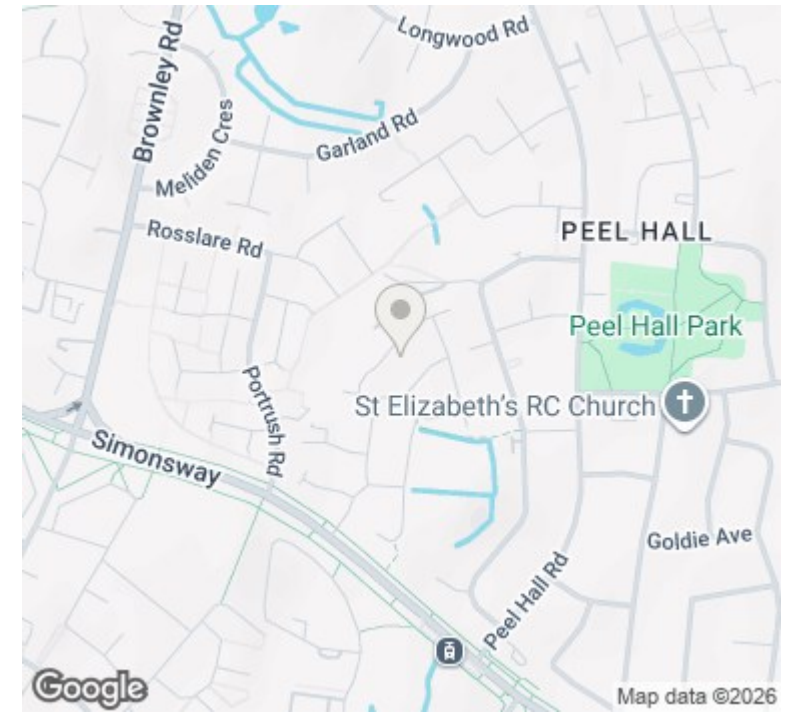 Longwood Rd
Brownley Rd
Garland Rd
Meliden Cres
Rosslare Rd
PEEL HALL
Peel Hall Park
Portrush Rd
St Elizabeth's RC Church
Simonsway
Goldie Ave
Peel Hall Rd
Google
Map data ©2026